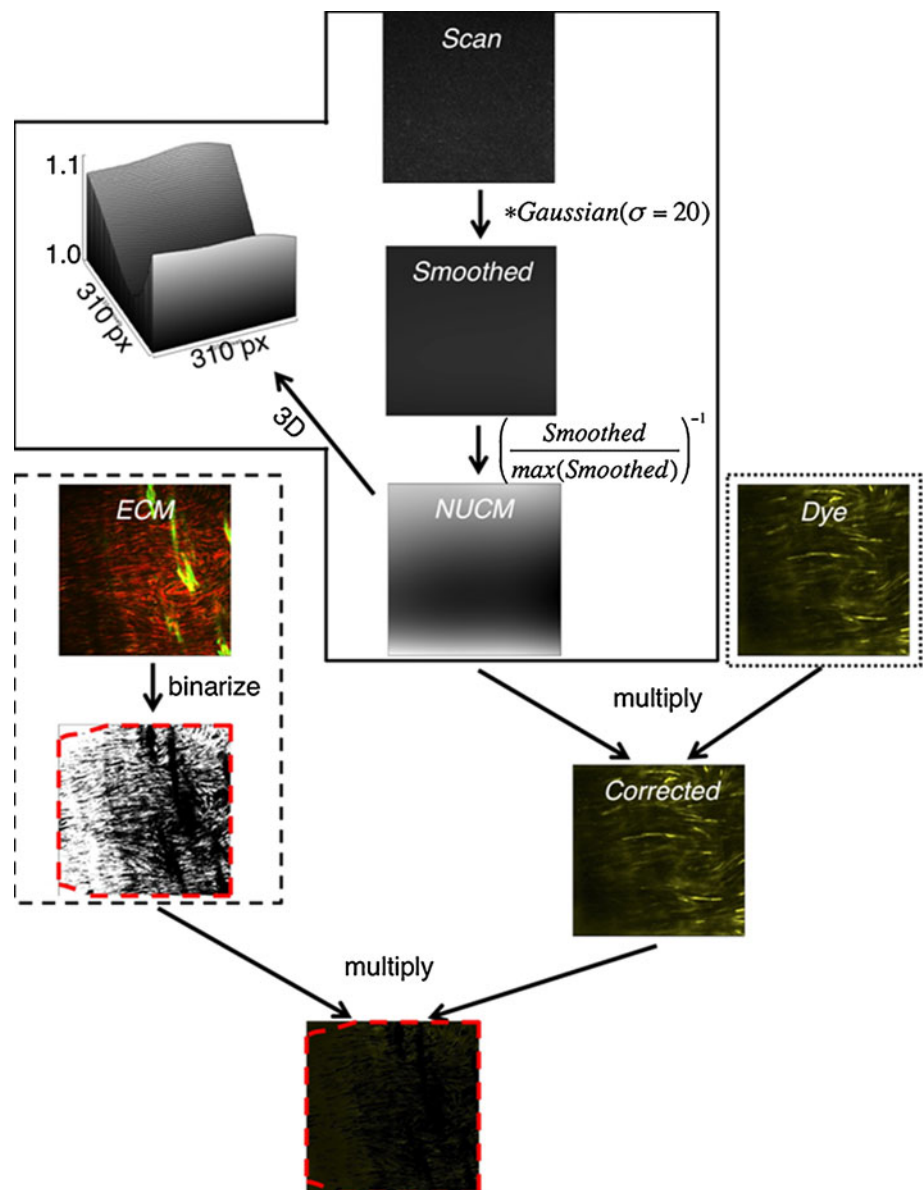 Scan
*Gaussian(σ = 20)
1.1
1.0
310 px
310 px
Smoothed
3D
(Smoothed / max(Smoothed))⁻¹
ECM
NUCM
Dye
binarize
multiply
Corrected
multiply